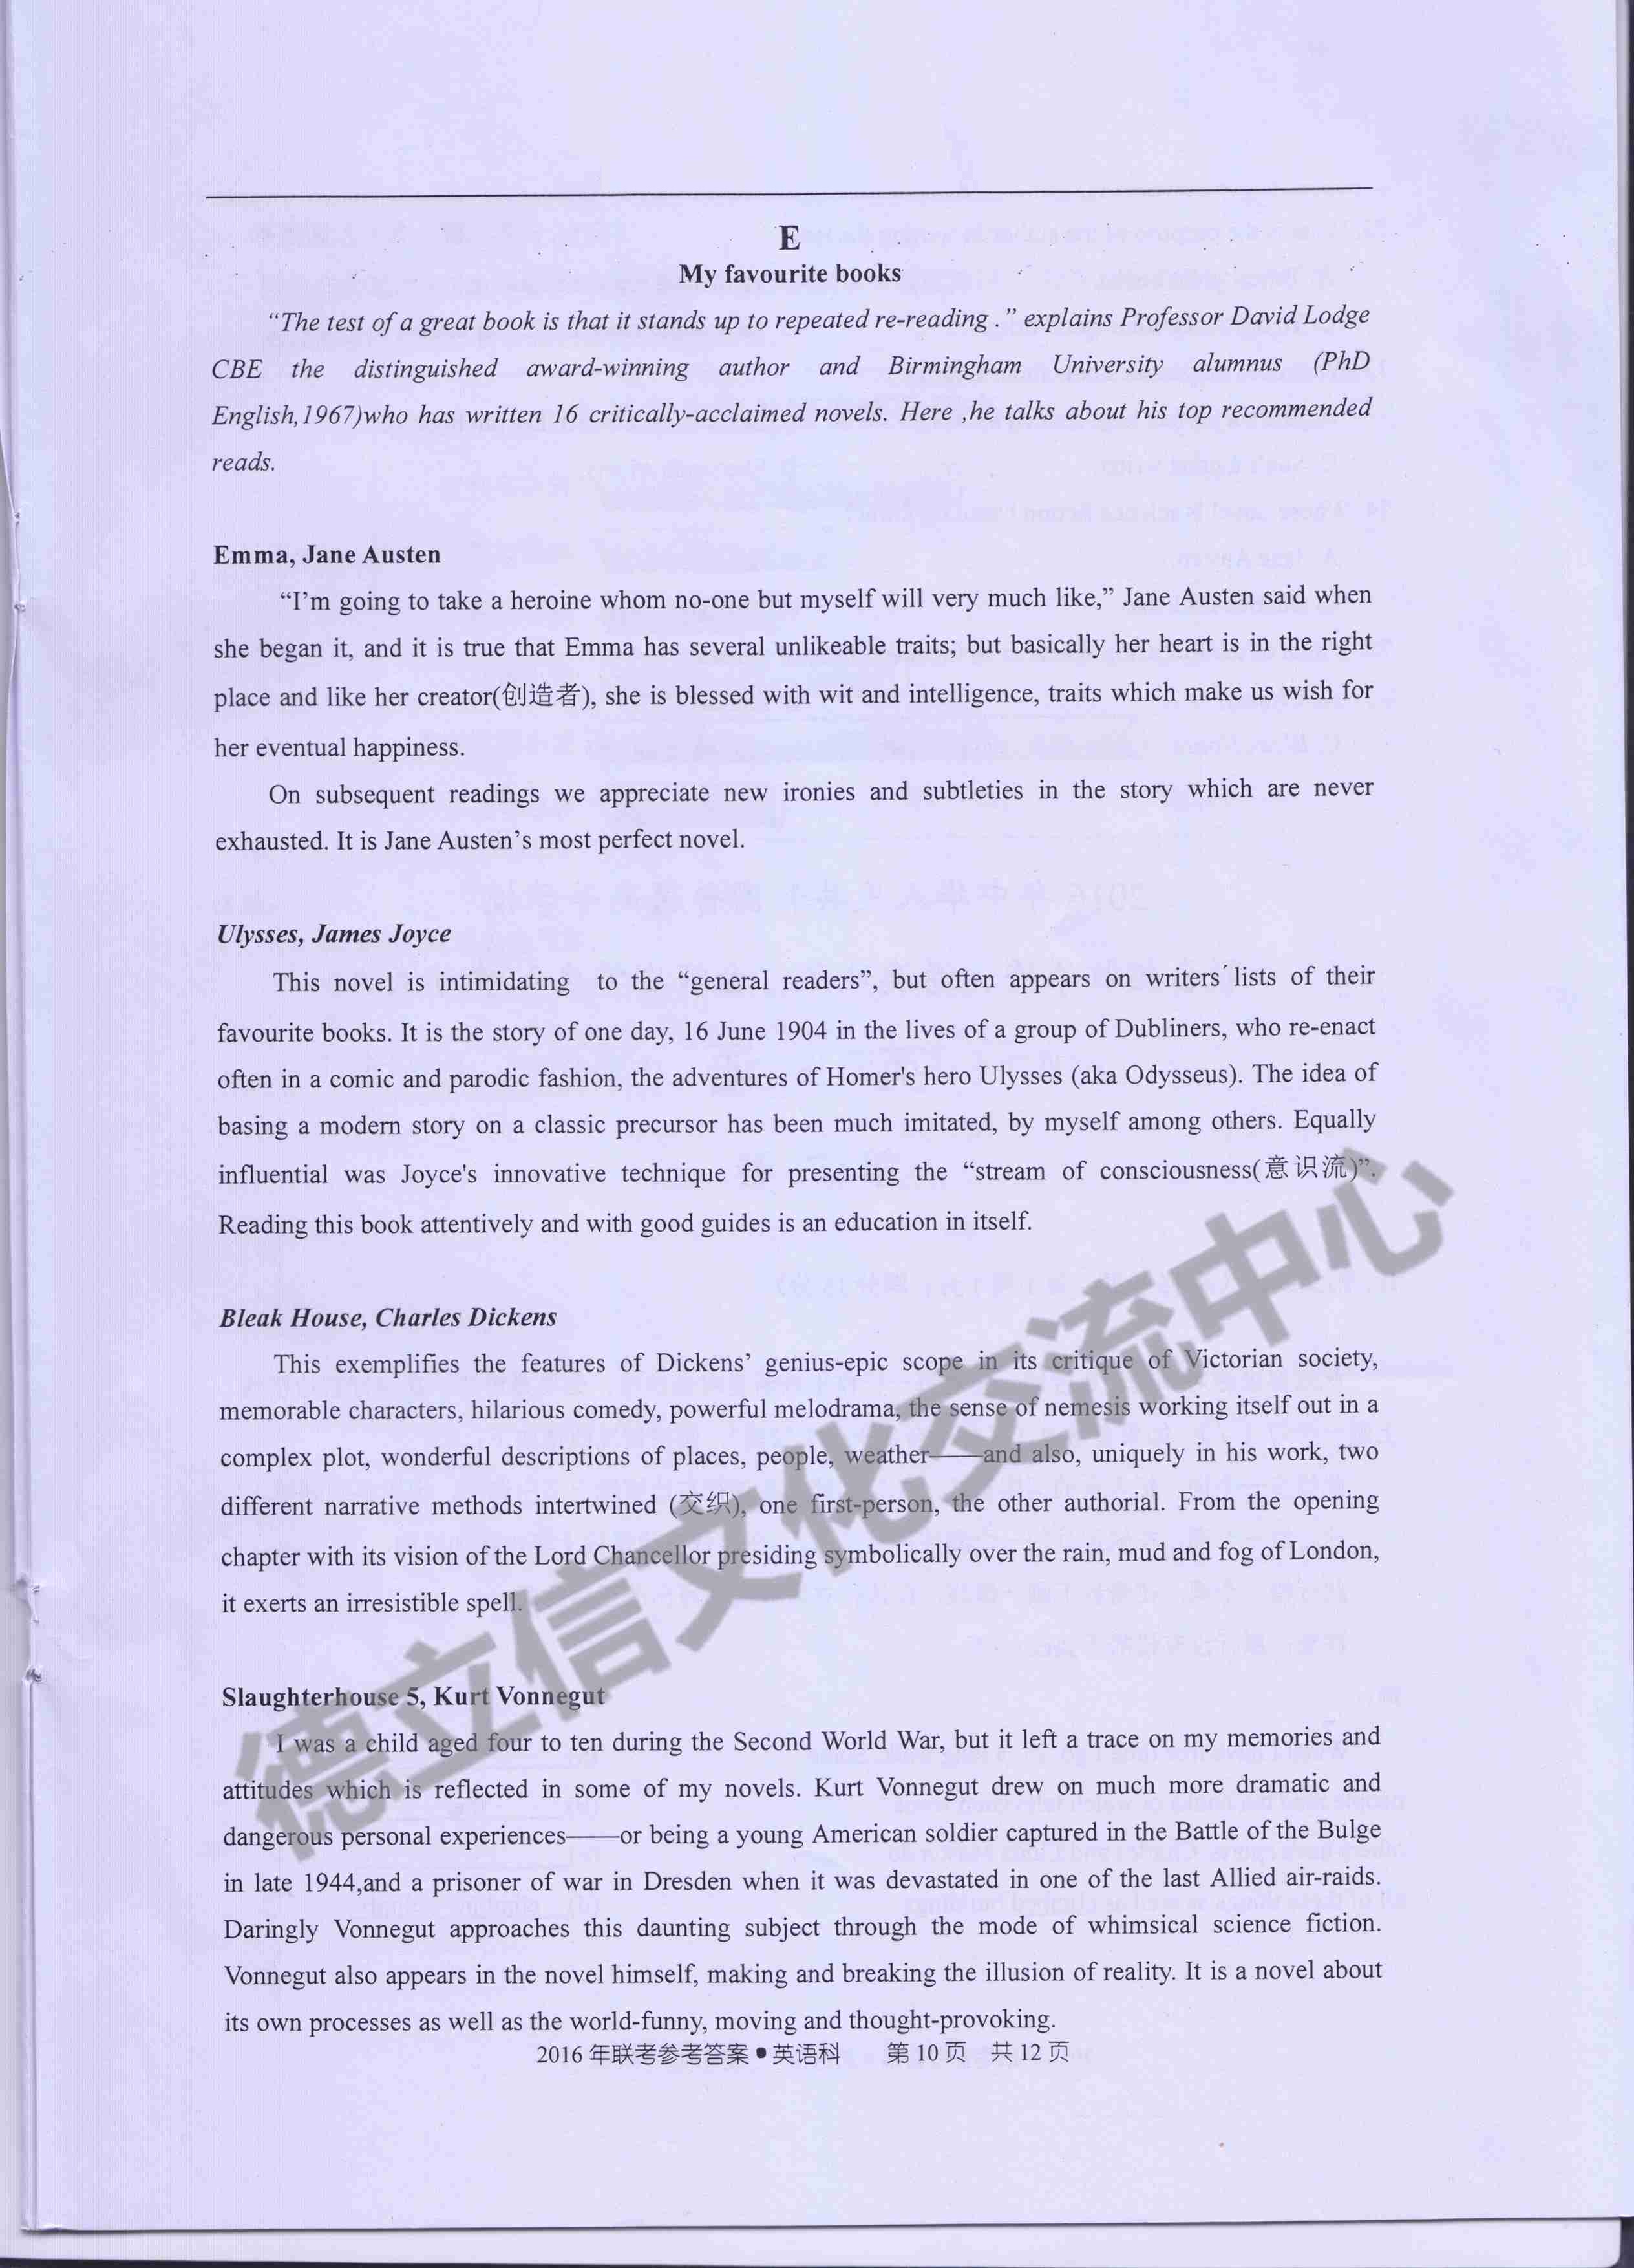 E
My favourite books
“The test of a great book is that it stands up to repeated re-reading .” explains Professor David Lodge
CBE the distinguished award-winning author and Birmingham University alumnus (PhD
English,1967)who has written 16 critically-acclaimed novels. Here ,he talks about his top recommended
reads.
Emma, Jane Austen
“I’m going to take a heroine whom no-one but myself will very much like,” Jane Austen said when
she began it, and it is true that Emma has several unlikeable traits; but basically her heart is in the right
place and like her creator(创造者), she is blessed with wit and intelligence, traits which make us wish for
her eventual happiness.
On subsequent readings we appreciate new ironies and subtleties in the story which are never
exhausted. It is Jane Austen’s most perfect novel.
Ulysses, James Joyce
This novel is intimidating to the “general readers”, but often appears on writers´ lists of their
favourite books. It is the story of one day, 16 June 1904 in the lives of a group of Dubliners, who re-enact
often in a comic and parodic fashion, the adventures of Homer's hero Ulysses (aka Odysseus). The idea of
basing a modern story on a classic precursor has been much imitated, by myself among others. Equally
influential was Joyce's innovative technique for presenting the “stream of consciousness(意识流)”.
Reading this book attentively and with good guides is an education in itself.
Bleak House, Charles Dickens
This exemplifies the features of Dickens’ genius-epic scope in its critique of Victorian society,
memorable characters, hilarious comedy, powerful melodrama, the sense of nemesis working itself out in a
complex plot, wonderful descriptions of places, people, weather——and also, uniquely in his work, two
different narrative methods intertwined (交织), one first-person, the other authorial. From the opening
chapter with its vision of the Lord Chancellor presiding symbolically over the rain, mud and fog of London,
it exerts an irresistible spell.
Slaughterhouse 5, Kurt Vonnegut
I was a child aged four to ten during the Second World War, but it left a trace on my memories and
attitudes which is reflected in some of my novels. Kurt Vonnegut drew on much more dramatic and
dangerous personal experiences——or being a young American soldier captured in the Battle of the Bulge
in late 1944,and a prisoner of war in Dresden when it was devastated in one of the last Allied air-raids.
Daringly Vonnegut approaches this daunting subject through the mode of whimsical science fiction.
Vonnegut also appears in the novel himself, making and breaking the illusion of reality. It is a novel about
its own processes as well as the world-funny, moving and thought-provoking.
2016 年联考参考答案●英语科 第 10 页 共 12 页
德立信文化交流中心